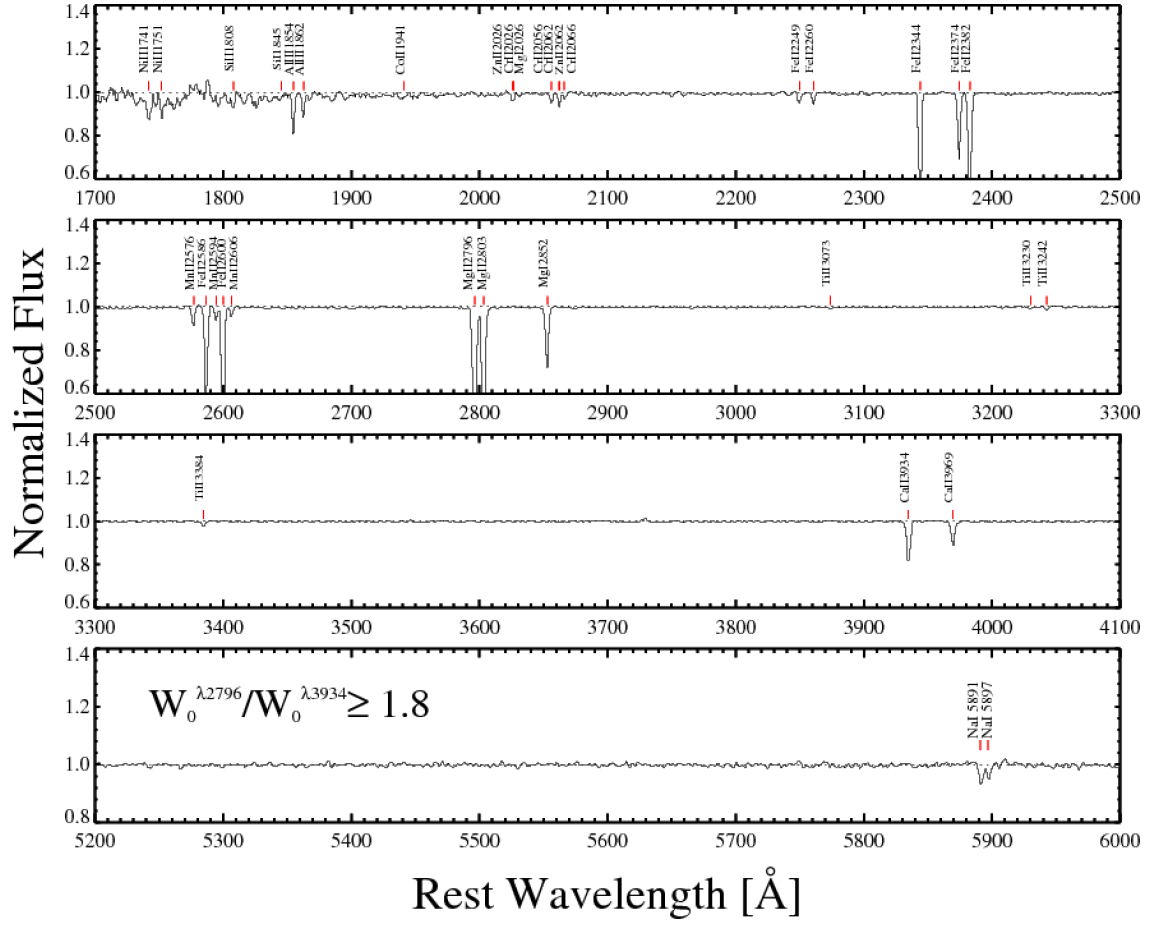 Normalized Flux
1.4
1.2
1.0
0.8
0.6
NiII1741
NiII1751
SiII1808
SiII1845
AlIII1854
AlIII1862
CoII1941
ZnII2026
CrII2026
MgI2026
CrII2056
CrII2062
ZnII2062
CrII2066
FeII2249
FeII2260
FeII2344
FeII2374
FeII2382
1700 1800 1900 2000 2100 2200 2300 2400 2500
1.4
1.2
1.0
0.8
0.6
MnII2576
FeII2586
MnII2594
FeII2600
MnII2606
MgII2796
MgII2803
MgI2852
TiII3073
TiII3230
TiII3242
2500 2600 2700 2800 2900 3000 3100 3200 3300
1.4
1.2
1.0
0.8
0.6
TiII3384
CaII3934
CaII3969
3300 3400 3500 3600 3700 3800 3900 4000 4100
1.4
1.2
1.0
0.8
W₀^λ2796/W₀^λ3934 ≥ 1.8
NaI 5891
NaI 5897
5200 5300 5400 5500 5600 5700 5800 5900 6000
Rest Wavelength [Å]